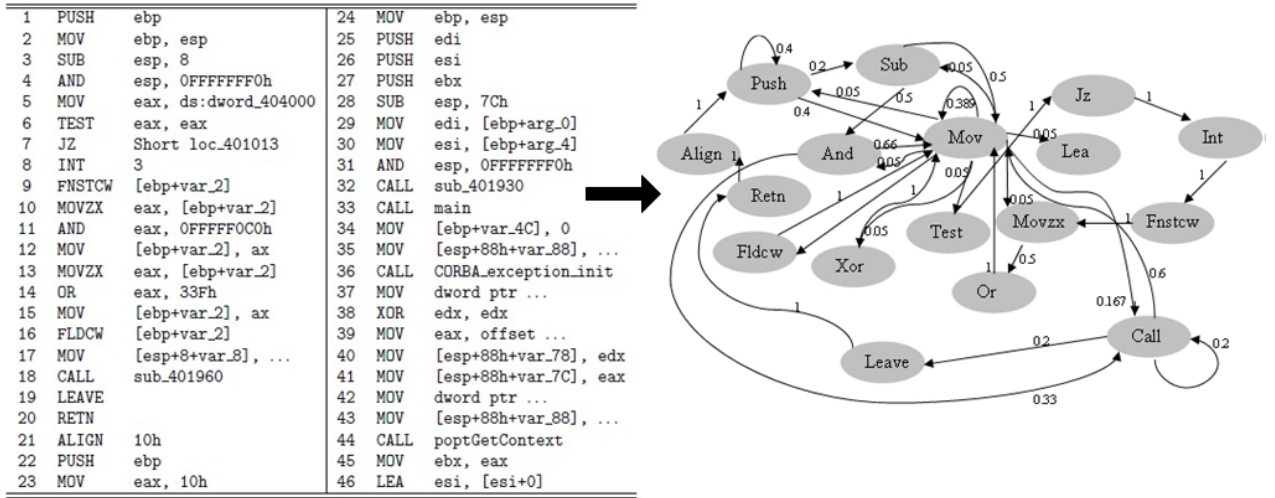 1 PUSH ebp
2 MOV ebp, esp
3 SUB esp, 8
4 AND esp, 0FFFFFFF0h
5 MOV eax, ds:dword_404000
6 TEST eax, eax
7 JZ Short loc_401013
8 INT 3
9 FNSTCW [ebp+var_2]
10 MOVZX eax, [ebp+var_2]
11 AND eax, 0FFFFF0C0h
12 MOV [ebp+var_2], ax
13 MOVZX eax, [ebp+var_2]
14 OR eax, 33Fh
15 MOV [ebp+var_2], ax
16 FLDCW [ebp+var_2]
17 MOV [esp+8+var_8], ...
18 CALL sub_401960
19 LEAVE
20 RETN
21 ALIGN 10h
22 PUSH ebp
23 MOV eax, 10h
24 MOV ebp, esp
25 PUSH edi
26 PUSH esi
27 PUSH ebx
28 SUB esp, 7Ch
29 MOV edi, [ebp+arg_0]
30 MOV esi, [ebp+arg_4]
31 AND esp, 0FFFFFFF0h
32 CALL sub_401930
33 CALL main
34 MOV [ebp+var_4C], 0
35 MOV [esp+88h+var_88], ...
36 CALL CORBA_exception_init
37 MOV dword ptr ...
38 XOR edx, edx
39 MOV eax, offset ...
40 MOV [esp+88h+var_78], edx
41 MOV [esp+88h+var_7C], eax
42 MOV dword ptr ...
43 MOV [esp+88h+var_88], ...
44 CALL poptGetContext
45 MOV ebx, eax
46 LEA esi, [esi+0]
0.4
Push
0.2
Sub
0.05
0.5
0.05
0.5
0.389
0.4
1
Mov
1
Jz
1
Int
0.05
Lea
Align
1
And
0.66
0.05
Retn
1
0.05
Test
0.05
Movzx
1
Fnstcw
1
Fldcw
1
0.05
Xor
1
Or
0.5
0.6
0.167
Call
0.2
0.2
Leave
1
0.33